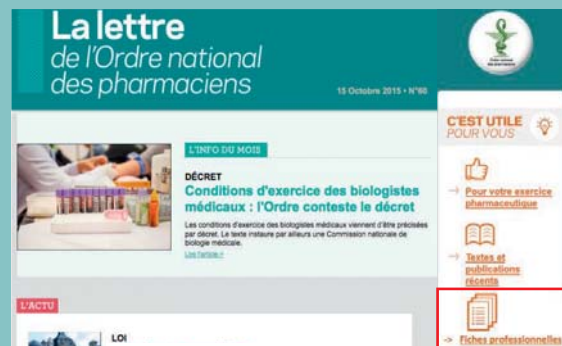 La lettre
de l'Ordre national
des pharmaciens
15 Octobre 2015 • N°60
L'INFO DU MOIS
DÉCRET
Conditions d'exercice des biologistes
médicaux : l'Ordre conteste le décret
Les conditions d'exercice des biologistes médicaux viennent d'être précisées
par décret. Le texte instaure par ailleurs une Commission nationale de
biologie médicale.
Lire l'article >
L'ACTU
LOI
C'EST UTILE
POUR VOUS
→ Pour votre exercice
pharmaceutique
→ Textes et
publications
récents
-> Fiches professionnelles